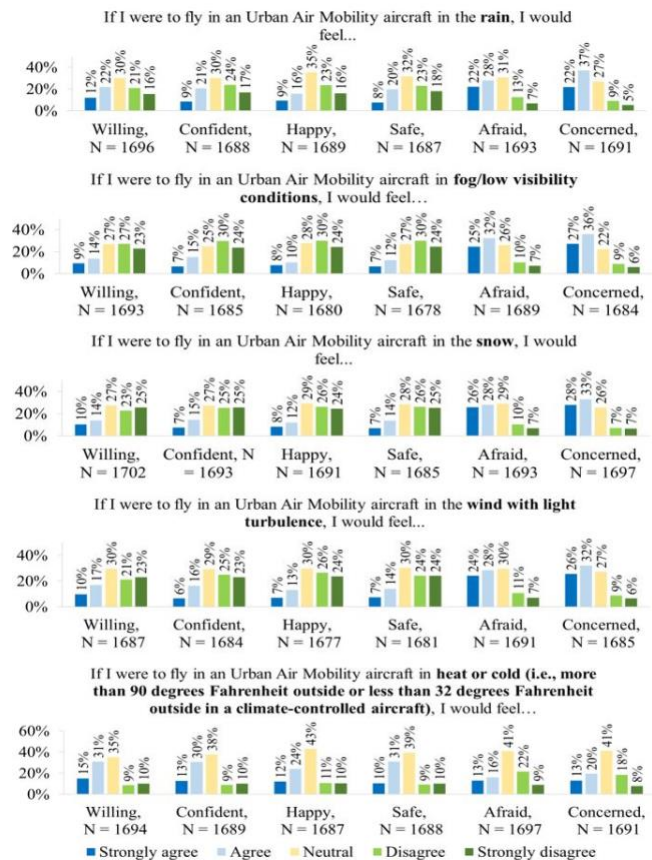 If I were to fly in an Urban Air Mobility aircraft in the rain, I would
feel...
40%
20%
0%
12% 22% 30% 21% 16%
9% 21% 30% 24% 17%
9% 16% 35% 23% 16%
8% 20% 32% 23% 18%
22% 28% 31% 13% 7%
22% 37% 27% 9% 5%
Willing, Confident, Happy, Safe, Afraid, Concerned,
N = 1696 N = 1688 N = 1689 N = 1687 N = 1693 N = 1691
If I were to fly in an Urban Air Mobility aircraft in fog/low visibility
conditions, I would feel…
40%
20%
0%
9% 14% 27% 27% 23%
7% 15% 25% 30% 24%
8% 10% 28% 30% 24%
7% 12% 27% 30% 24%
25% 32% 26% 10% 7%
27% 36% 22% 9% 6%
Willing, Confident, Happy, Safe, Afraid, Concerned,
N = 1693 N = 1685 N = 1680 N = 1678 N = 1689 N = 1684
If I were to fly in an Urban Air Mobility aircraft in the snow, I would
feel...
40%
20%
0%
10% 14% 27% 23% 25%
7% 15% 27% 25% 25%
8% 12% 29% 26% 24%
7% 14% 28% 26% 25%
26% 28% 29% 10% 7%
28% 33% 26% 7% 7%
Willing, Confident, N Happy, Safe, Afraid, Concerned,
N = 1702 = 1693 N = 1691 N = 1685 N = 1693 N = 1697
If I were to fly in an Urban Air Mobility aircraft in the wind with light
turbulence, I would feel...
40%
20%
0%
10% 17% 30% 21% 23%
6% 16% 29% 25% 23%
7% 13% 30% 26% 24%
7% 14% 30% 24% 24%
24% 28% 30% 11% 7%
26% 32% 27% 9% 6%
Willing, Confident, Happy, Safe, Afraid, Concerned,
N = 1687 N = 1684 N = 1677 N = 1681 N = 1691 N = 1685
If I were to fly in an Urban Air Mobility aircraft in heat or cold (i.e., more
than 90 degrees Fahrenheit outside or less than 32 degrees Fahrenheit
outside in a climate-controlled aircraft), I would feel…
60%
40%
20%
0%
15% 31% 35% 9% 10%
13% 30% 38% 9% 10%
12% 24% 43% 11% 10%
10% 31% 39% 9% 10%
13% 16% 41% 22% 9%
13% 20% 41% 18% 8%
Willing, Confident, Happy, Safe, Afraid, Concerned,
N = 1694 N = 1689 N = 1687 N = 1688 N = 1697 N = 1691
Strongly agree Agree Neutral Disagree Strongly disagree